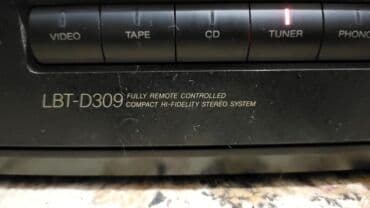 VIDEO TAPE CD TUNER PHONO
LBT-D309 FULLY REMOTE CONTROLLED
COMPACT HI-FIDELITY STEREO SYSTEM